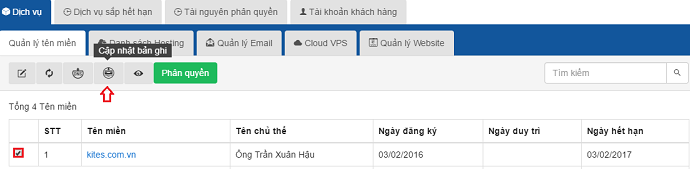 Dịch vụ Dịch vụ sắp hết hạn Tài nguyên phân quyền Tài khoản khách hàng
Quản lý tên miền Danh sách Hosting Quản lý Email Cloud VPS Quản lý Website
Cập nhật bản ghi
Phân quyền Tìm kiếm
Tổng 4 Tên miền
STT Tên miền Tên chủ thể Ngày đăng ký Ngày duy trì Ngày hết hạn
1 kites.com.vn Ông Trần Xuân Hậu 03/02/2016 03/02/2017